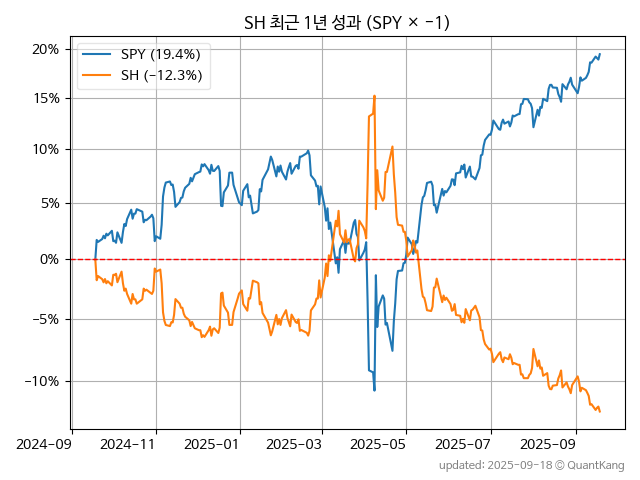 SH 최근 1년 성과 (SPY × −1)
SPY (19.4%)
SH (−12.3%)
20%
15%
10%
5%
0%
−5%
−10%
2024-09 2024-11 2025-01 2025-03 2025-05 2025-07 2025-09
updated: 2025-09-18 © QuantKang